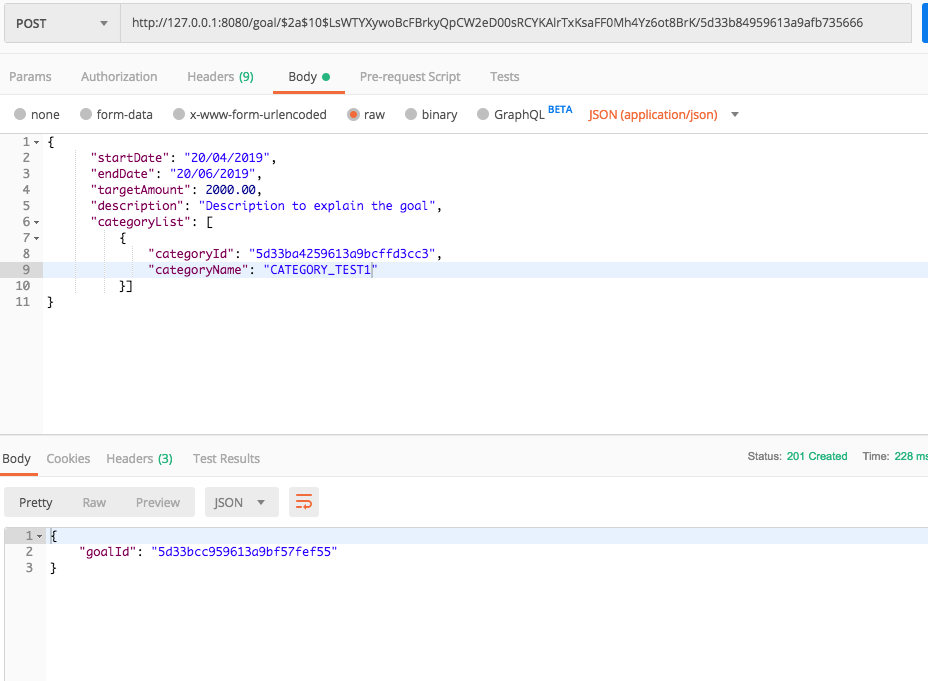 POST http://127.0.0.1:8080/goal/$2a$10$LsWTYXywoBcFBrkyQpCW2eD00sRCYKAlrTxKsaFF0Mh4Yz6ot8BrK/5d33b84959613a9afb735666
Params Authorization Headers (9) Body Pre-request Script Tests
none form-data x-www-form-urlencoded raw binary GraphQL BETA JSON (application/json)
1 {
2 "startDate": "20/04/2019",
3 "endDate": "20/06/2019",
4 "targetAmount": 2000.00,
5 "description": "Description to explain the goal",
6 "categoryList": [
7 {
8 "categoryId": "5d33ba4259613a9bcffd3cc3",
9 "categoryName": "CATEGORY_TEST1"
10 }]
11 }
Body Cookies Headers (3) Test Results Status: 201 Created Time: 228 ms
Pretty Raw Preview JSON
1 {
2 "goalId": "5d33bcc959613a9bf57fef55"
3 }